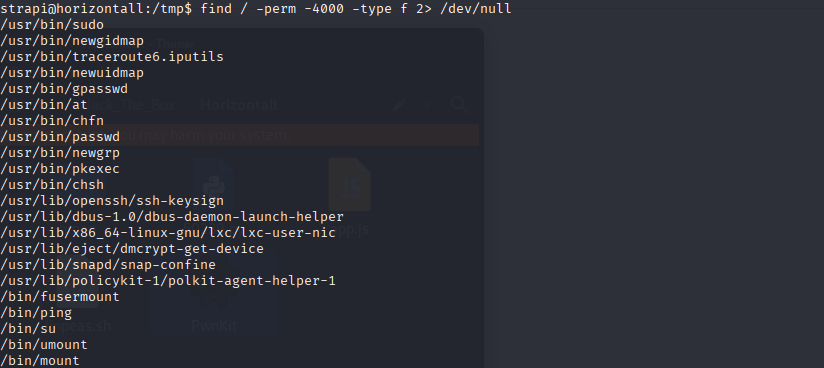 strapi@horizontall:/tmp$ find / -perm -4000 -type f 2> /dev/null
/usr/bin/sudo
/usr/bin/newgidmap
/usr/bin/traceroute6.iputils
/usr/bin/newuidmap
/usr/bin/gpasswd
/usr/bin/at
/usr/bin/chfn
/usr/bin/passwd
/usr/bin/newgrp
/usr/bin/pkexec
/usr/bin/chsh
/usr/lib/openssh/ssh-keysign
/usr/lib/dbus-1.0/dbus-daemon-launch-helper
/usr/lib/x86_64-linux-gnu/lxc/lxc-user-nic
/usr/lib/eject/dmcrypt-get-device
/usr/lib/snapd/snap-confine
/usr/lib/policykit-1/polkit-agent-helper-1
/bin/fusermount
/bin/ping
/bin/su
/bin/umount
/bin/mount
Horizontall
PwnKit